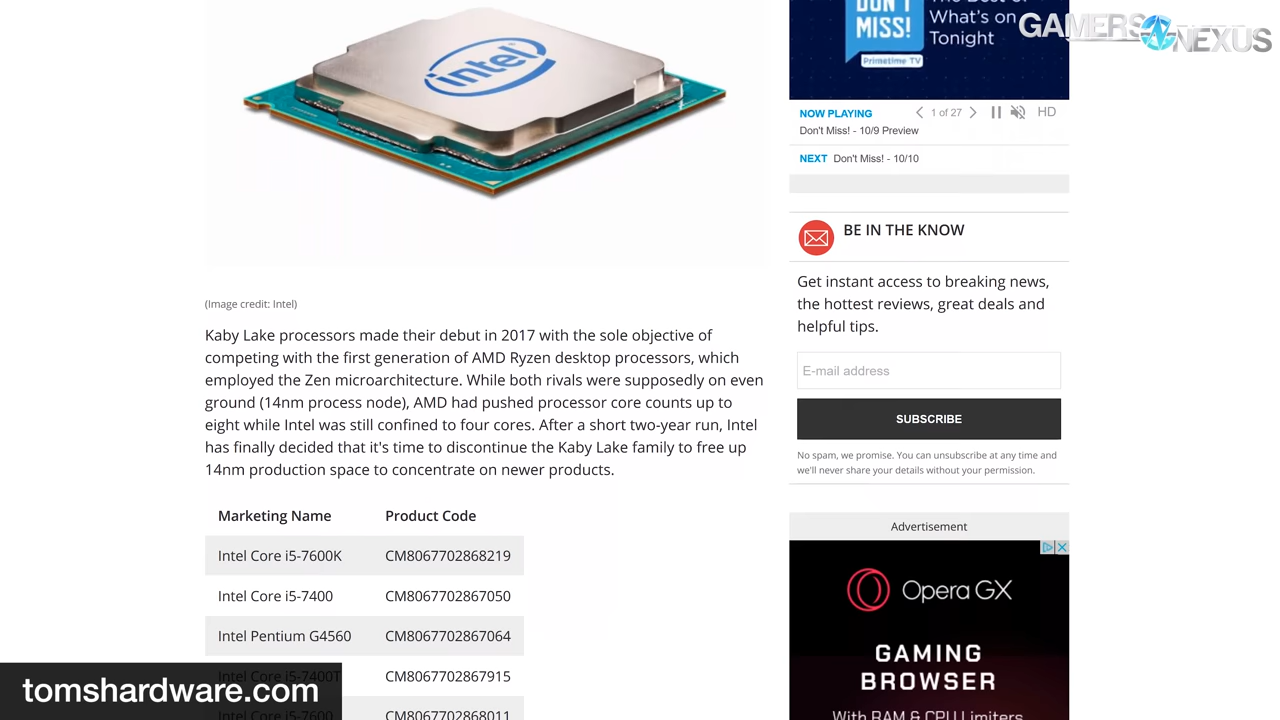 DON'T
MISS!
Primetime TV
What's on
Tonight
GAMERS NEXUS
NOW PLAYING
1 of 27
HD
Don't Miss! - 10/9 Preview
NEXT Don't Miss! - 10/10
intel
BE IN THE KNOW
Get instant access to breaking news,
the hottest reviews, great deals and
helpful tips.
E-mail address
SUBSCRIBE
No spam, we promise. You can unsubscribe at any time and
we'll never share your details without your permission.
(Image credit: Intel)
Kaby Lake processors made their debut in 2017 with the sole objective of
competing with the first generation of AMD Ryzen desktop processors, which
employed the Zen microarchitecture. While both rivals were supposedly on even
ground (14nm process node), AMD had pushed processor core counts up to
eight while Intel was still confined to four cores. After a short two-year run, Intel
has finally decided that it's time to discontinue the Kaby Lake family to free up
14nm production space to concentrate on newer products.
Marketing Name Product Code
Intel Core i5-7600K CM8067702868219
Intel Core i5-7400 CM8067702867050
Intel Pentium G4560 CM8067702867064
Intel Core i5-7400T CM8067702867915
Intel Core i5-7600 CM8067702868011
tomshardware.com
Advertisement
Opera GX
GAMING
BROWSER
With RAM & CPU Limiters